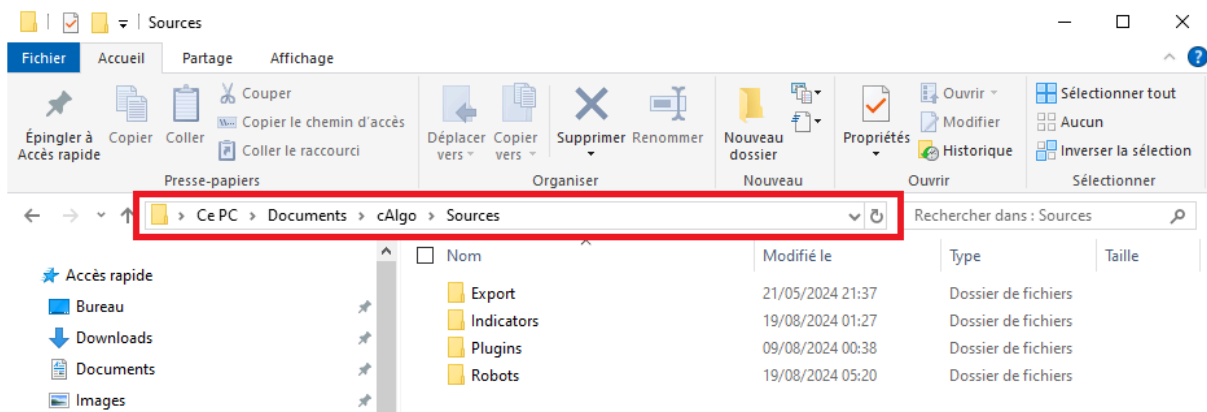 Sources
Fichier Accueil Partage Affichage
Épingler à Accès rapide
Copier
Coller
Couper
Copier le chemin d'accès
Coller le raccourci
Presse-papiers
Déplacer vers
Copier vers
Supprimer
Renommer
Organiser
Nouveau dossier
Nouveau
Propriétés
Ouvrir
Modifier
Historique
Ouvrir
Sélectionner tout
Aucun
Inverser la sélection
Sélectionner
Ce PC > Documents > cAlgo > Sources
Rechercher dans : Sources
Accès rapide
Bureau
Downloads
Documents
Images
Nom Modifié le Type Taille
Export 21/05/2024 21:37 Dossier de fichiers
Indicators 19/08/2024 01:27 Dossier de fichiers
Plugins 09/08/2024 00:38 Dossier de fichiers
Robots 19/08/2024 05:20 Dossier de fichiers